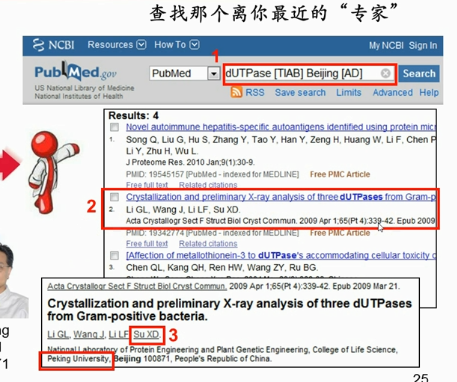 查找那个离你最近的“专家”
NCBI Resources How To My NCBI Sign In
1
PubMed.gov PubMed dUTPase [TIAB] Beijing [AD] Search
US National Library of Medicine
National Institutes of Health
RSS Save search Limits Advanced Help
Results: 4
Novel autoimmune hepatitis-specific autoantigens identified using protein mic
1. Song Q, Liu G, Hu S, Zhang Y, Tao Y, Han Y, Zeng H, Huang W, Li F, Chen P
Li Y, Zhu H, Wu L.
J Proteome Res. 2010 Jan;9(1):30-9.
PMID: 19545157 [PubMed - indexed for MEDLINE] Free PMC Article
Free full text Related citations
2
Crystallization and preliminary X-ray analysis of three dUTPases from Gram-p
2. Li GL, Wang J, Li LF, Su XD.
Acta Crystallogr Sect F Struct Biol Cryst Commun. 2009 Apr 1;65(Pt 4):339-42. Epub 2009
PMID: 19342774 [PubMed - indexed for MEDLINE] Free PMC Article
Free full text Related citations
[Affection of metallothionein-3 to dUTPase's accommodating cellular toxicity c
3. Chen QL, Kang QH, Ren HW, Wang ZY, Ru BG.
Acta Crystallogr Sect F Struct Biol Cryst Commun. 2009 Apr 1;65(Pt 4):339-42. Epub 2009 Mar 21.
Crystallization and preliminary X-ray analysis of three dUTPases
from Gram-positive bacteria.
Li GL, Wang J, Li LF, Su XD.
3
National Laboratory of Protein Engineering and Plant Genetic Engineering, College of Life Science,
Peking University, Beijing 100871, People's Republic of China.
ng
71
25